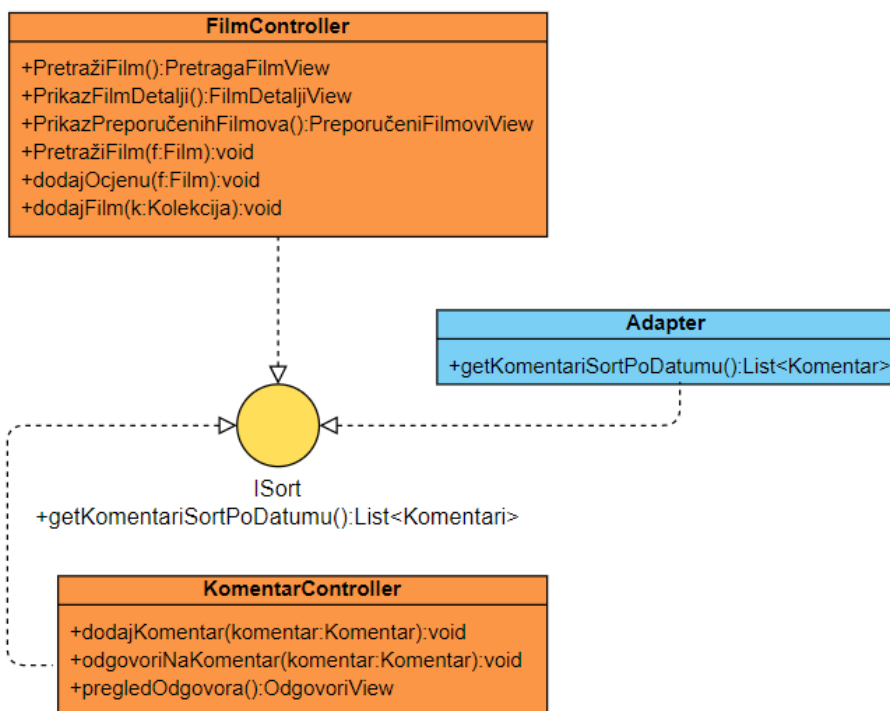 FilmController
+PretražiFilm():PretragaFilmView
+PrikazFilmDetalji():FilmDetaljiView
+PrikazPreporučenihFilmova():PreporučeniFilmoviView
+PretražiFilm(f:Film):void
+dodajOcjenu(f:Film):void
+dodajFilm(k:Kolekcija):void
Adapter
+getKomentariSortPoDatumu():List<Komentar>
ISort
+getKomentariSortPoDatumu():List<Komentari>
KomentarController
+dodajKomentar(komentar:Komentar):void
+odgovoriNaKomentar(komentar:Komentar):void
+pregledOdgovora():OdgovoriView